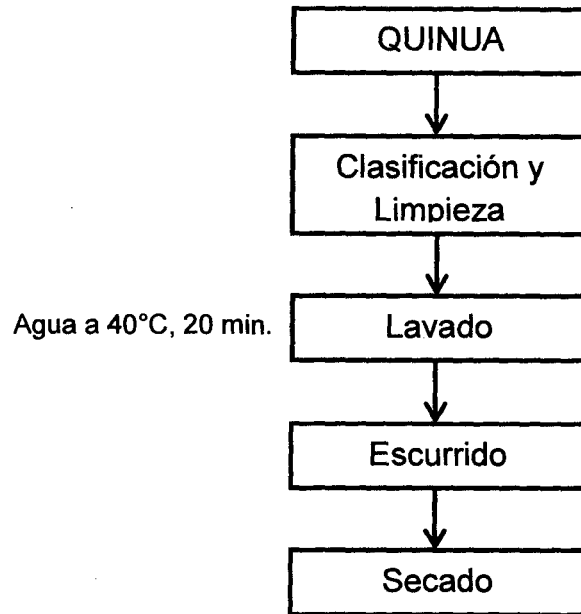 QUINUA
Clasificación y
Limpieza
Agua a 40°C, 20 min.
Lavado
Escurrido
Secado